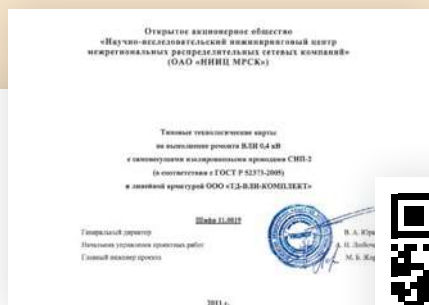 Открытое акционерное общество
«Научно-исследовательский инжиниринговый центр
межрегиональных распределительных сетевых компаний»
(ОАО «НИИЦ МРСК»)
Типовые технологические карты
на выполнение ремонта ВЛИ 0,4 кВ
с самонесущими изолированными проводами СИП-2
(в соответствии с ГОСТ Р 52373-2005)
и линейной арматурой ООО «ТД-ВЛИ-КОМПЛЕКТ»
Шифр 11.0019
Генеральный директор В. А.
Начальник управления проектных работ
Главный инженер проекта М. Б.
2011 г.